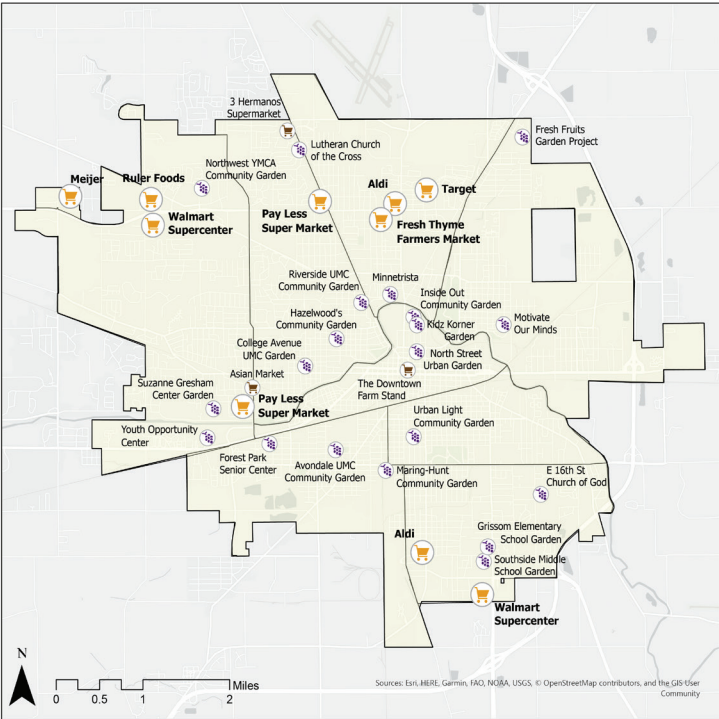 3 Hermanos
Supermarket
Lutheran Church
of the Cross
Fresh Fruits
Garden Project
Northwest YMCA
Community Garden
Meijer
Ruler Foods
Walmart
Supercenter
Pay Less
Super Market
Aldi
Target
Fresh Thyme
Farmers Market
Riverside UMC
Community Garden
Minnetrista
Inside Out
Community Garden
Hazelwood's
Community Garden
Kidz Korner
Garden
Motivate
Our Minds
College Avenue
UMC Garden
North Street
Urban Garden
Asian Market
Suzanne Gresham
Center Garden
Pay Less
Super Market
The Downtown
Farm Stand
Youth Opportunity
Center
Urban Light
Community Garden
Forest Park
Senior Center
Avondale UMC
Community Garden
Maring-Hunt
Community Garden
E 16th St
Church of God
Aldi
Grissom Elementary
School Garden
Southside Middle
School Garden
Walmart
Supercenter
N
Miles
0 0.5 1 2
Sources: Esri, HERE, Garmin, FAO, NOAA, USGS, © OpenStreetMap contributors, and the GIS User
Community